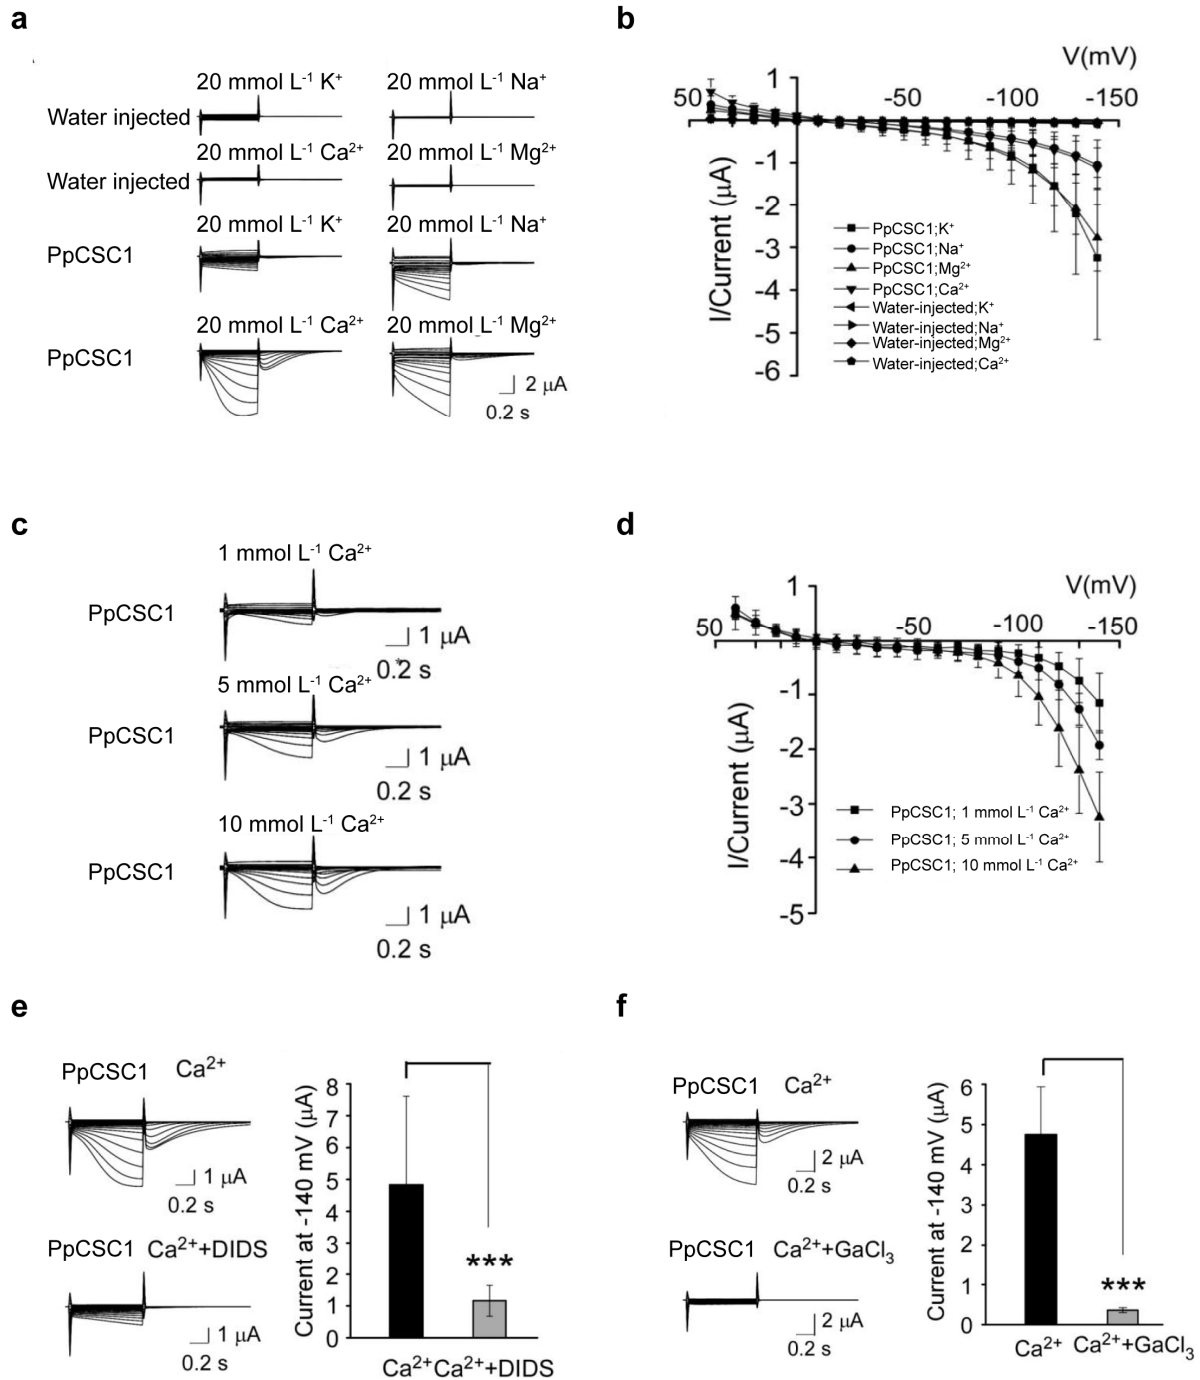 a
20 mmol L⁻¹ K⁺ 20 mmol L⁻¹ Na⁺
Water injected
20 mmol L⁻¹ Ca²⁺ 20 mmol L⁻¹ Mg²⁺
Water injected
20 mmol L⁻¹ K⁺ 20 mmol L⁻¹ Na⁺
PpCSC1
20 mmol L⁻¹ Ca²⁺ 20 mmol L⁻¹ Mg²⁺
PpCSC1
2 μA
0.2 s
b
V(mV)
50 -50 -100 -150
1
-1
-2
-3
-4
-5
-6
I/Current (μA)
PpCSC1;K⁺
PpCSC1;Na⁺
PpCSC1;Mg²⁺
PpCSC1;Ca²⁺
Water-injected;K⁺
Water-injected;Na⁺
Water-injected;Mg²⁺
Water-injected;Ca²⁺
c
1 mmol L⁻¹ Ca²⁺
PpCSC1
1 μA
0.2 s
5 mmol L⁻¹ Ca²⁺
PpCSC1
1 μA
0.2 s
10 mmol L⁻¹ Ca²⁺
PpCSC1
1 μA
0.2 s
d
V(mV)
50 -50 -100 -150
1
-1
-2
-3
-4
-5
I/Current (μA)
PpCSC1; 1 mmol L⁻¹ Ca²⁺
PpCSC1; 5 mmol L⁻¹ Ca²⁺
PpCSC1; 10 mmol L⁻¹ Ca²⁺
e
PpCSC1 Ca²⁺
1 μA
0.2 s
PpCSC1 Ca²⁺+DIDS
1 μA
0.2 s
Current at -140 mV (μA)
8
7
6
5
4
3
2
1
0
***
Ca²⁺ Ca²⁺+DIDS
f
PpCSC1 Ca²⁺
2 μA
0.2 s
PpCSC1 Ca²⁺+GaCl₃
2 μA
0.2 s
Current at -140 mV (μA)
6
5
4
3
2
1
0
***
Ca²⁺ Ca²⁺+GaCl₃